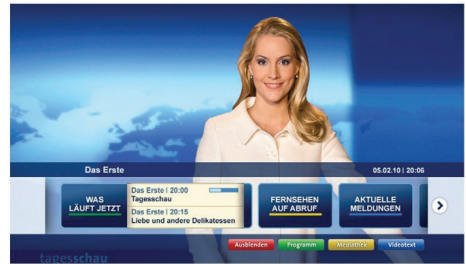 Das Erste 05.02.10 | 20:06
WAS
LÄUFT JETZT
Das Erste | 20:00
Tagesschau
Das Erste | 20:15
Liebe und andere Delikatessen
FERNSEHEN
AUF ABRUF
AKTUELLE
MELDUNGEN
Ausblenden Programm Mediathek Videotext
tagesschau